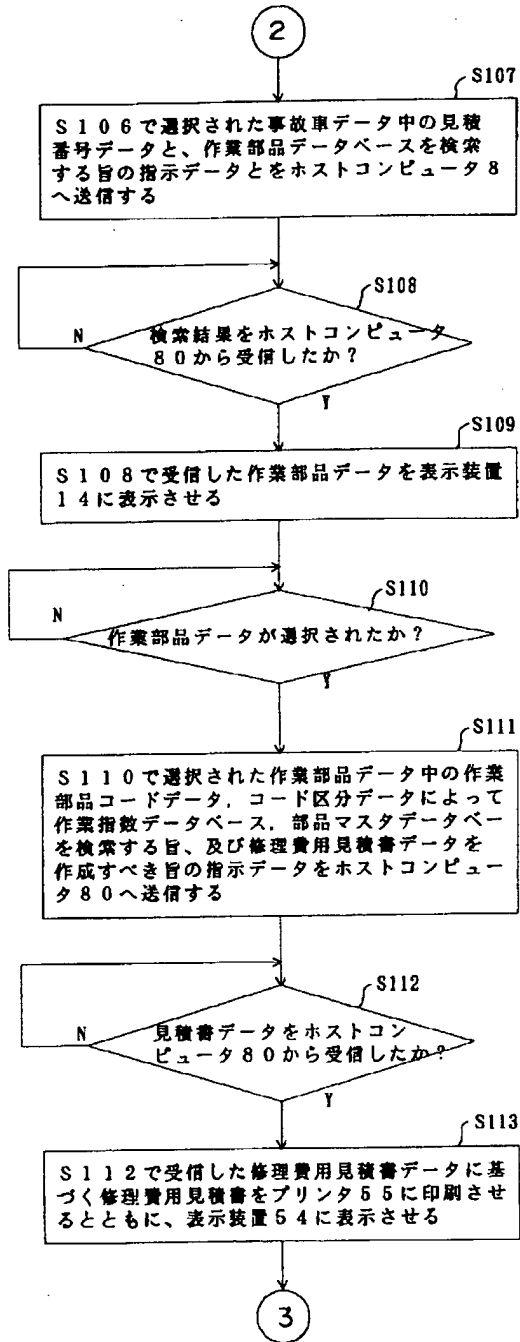 2
S107
S106で選択された事故車データ中の見積
番号データと、作業部品データベースを検索
する旨の指示データとをホストコンピュータ8
へ送信する
S108
検索結果をホストコンピュータ
80から受信したか?
N
Y
S109
S108で受信した作業部品データを表示装置
14に表示させる
S110
N
作業部品データが選択されたか?
Y
S111
S110で選択された作業部品データ中の作業
部品コードデータ,コード区分データによって
作業指数データベース,部品マスタデータベー
を検索する旨、及び修理費用見積書データを
作成すべき旨の指示データをホストコンピュー
タ80へ送信する
S112
N
見積書データをホストコン
ピュータ80から受信したか?
Y
S113
S112で受信した修理費用見積書データに基
づく修理費用見積書をプリンタ55に印刷させ
るとともに、表示装置54に表示させる
3